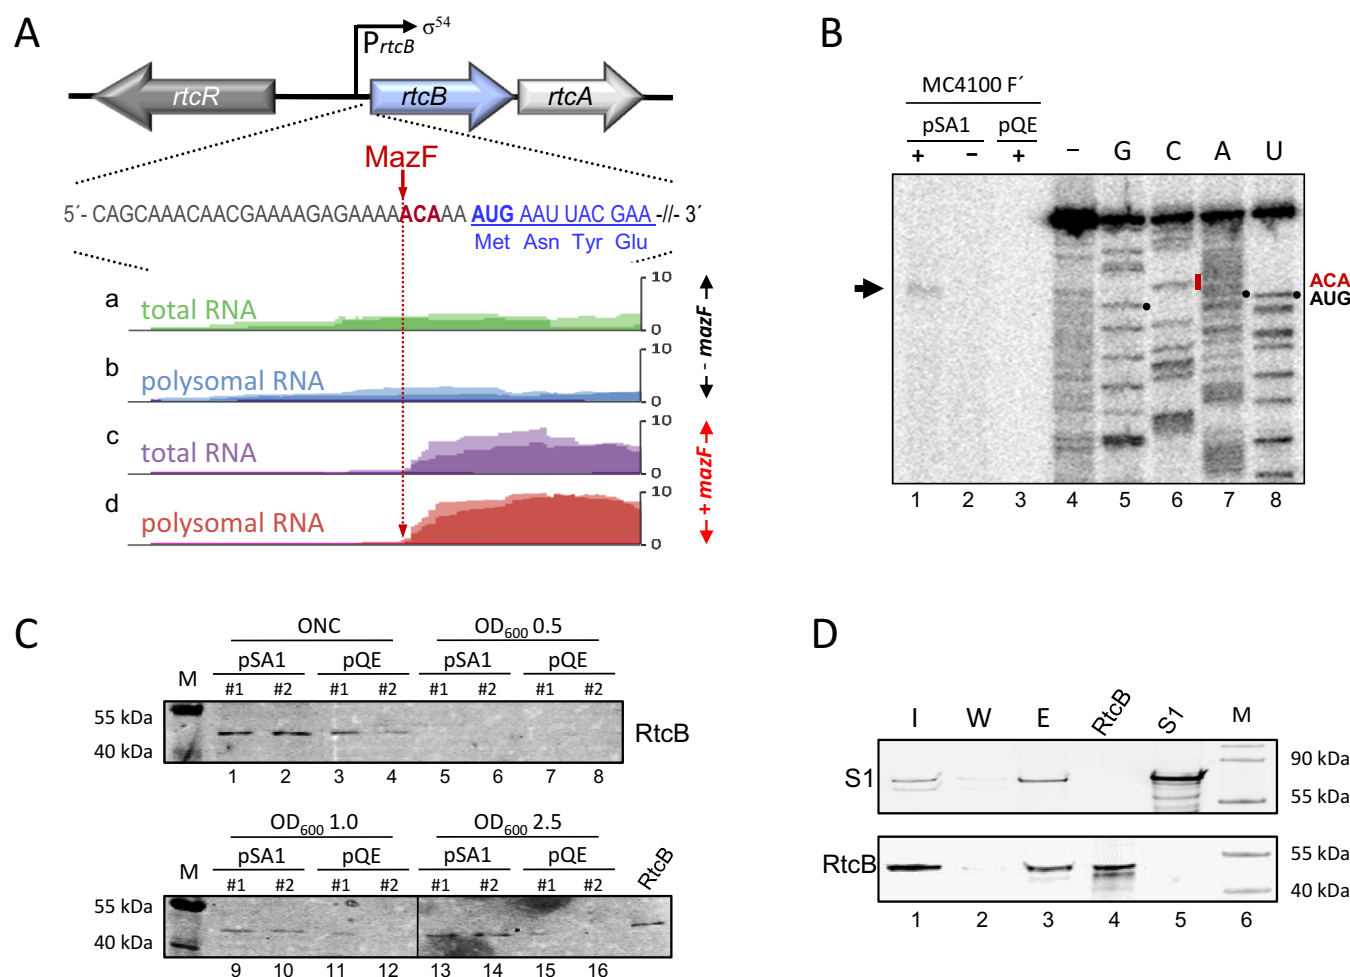 A
PrtcB σ54
rtcR rtcB rtcA
MazF
5´- CAGCAAACAACGAAAAGAGAAAAACAAA AUG AAU UAC GAA -//- 3´
Met Asn Tyr Glu
a total RNA 10 0
b polysomal RNA 10 0
- mazF
c total RNA 10 0
d polysomal RNA 10 0
+ mazF
B
MC4100 F´
pSA1 pQE
+ − + − G C A U
ACA
AUG
1 2 3 4 5 6 7 8
C
ONC OD600 0.5
pSA1 pQE pSA1 pQE
M #1 #2 #1 #2 #1 #2 #1 #2
55 kDa
40 kDa
RtcB
1 2 3 4 5 6 7 8
OD600 1.0 OD600 2.5
pSA1 pQE pSA1 pQE
M #1 #2 #1 #2 #1 #2 #1 #2 RtcB
55 kDa
40 kDa
9 10 11 12 13 14 15 16
D
I W E RtcB S1 M
S1
90 kDa
55 kDa
RtcB
55 kDa
40 kDa
1 2 3 4 5 6